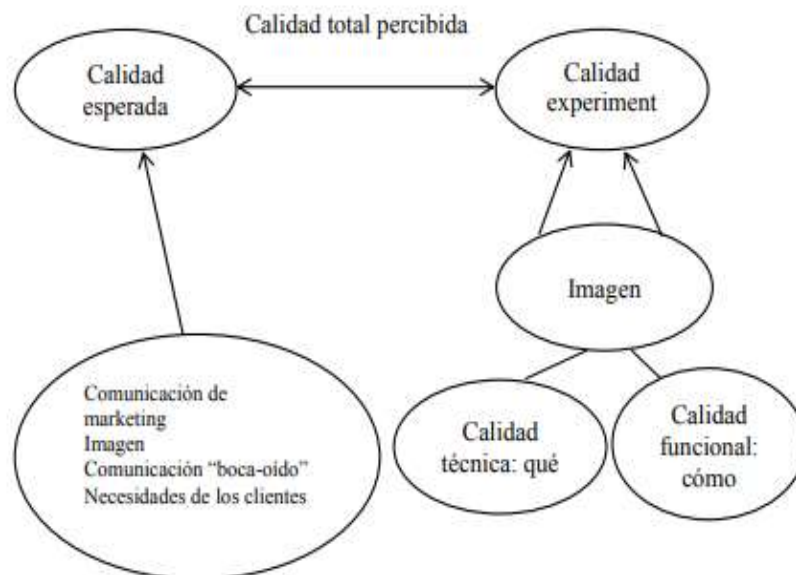 Calidad total percibida
Calidad
esperada
Calidad
experiment
Imagen
Comunicación de
marketing
Imagen
Comunicación “boca-oído”
Necesidades de los clientes
Calidad
técnica: qué
Calidad
funcional:
cómo